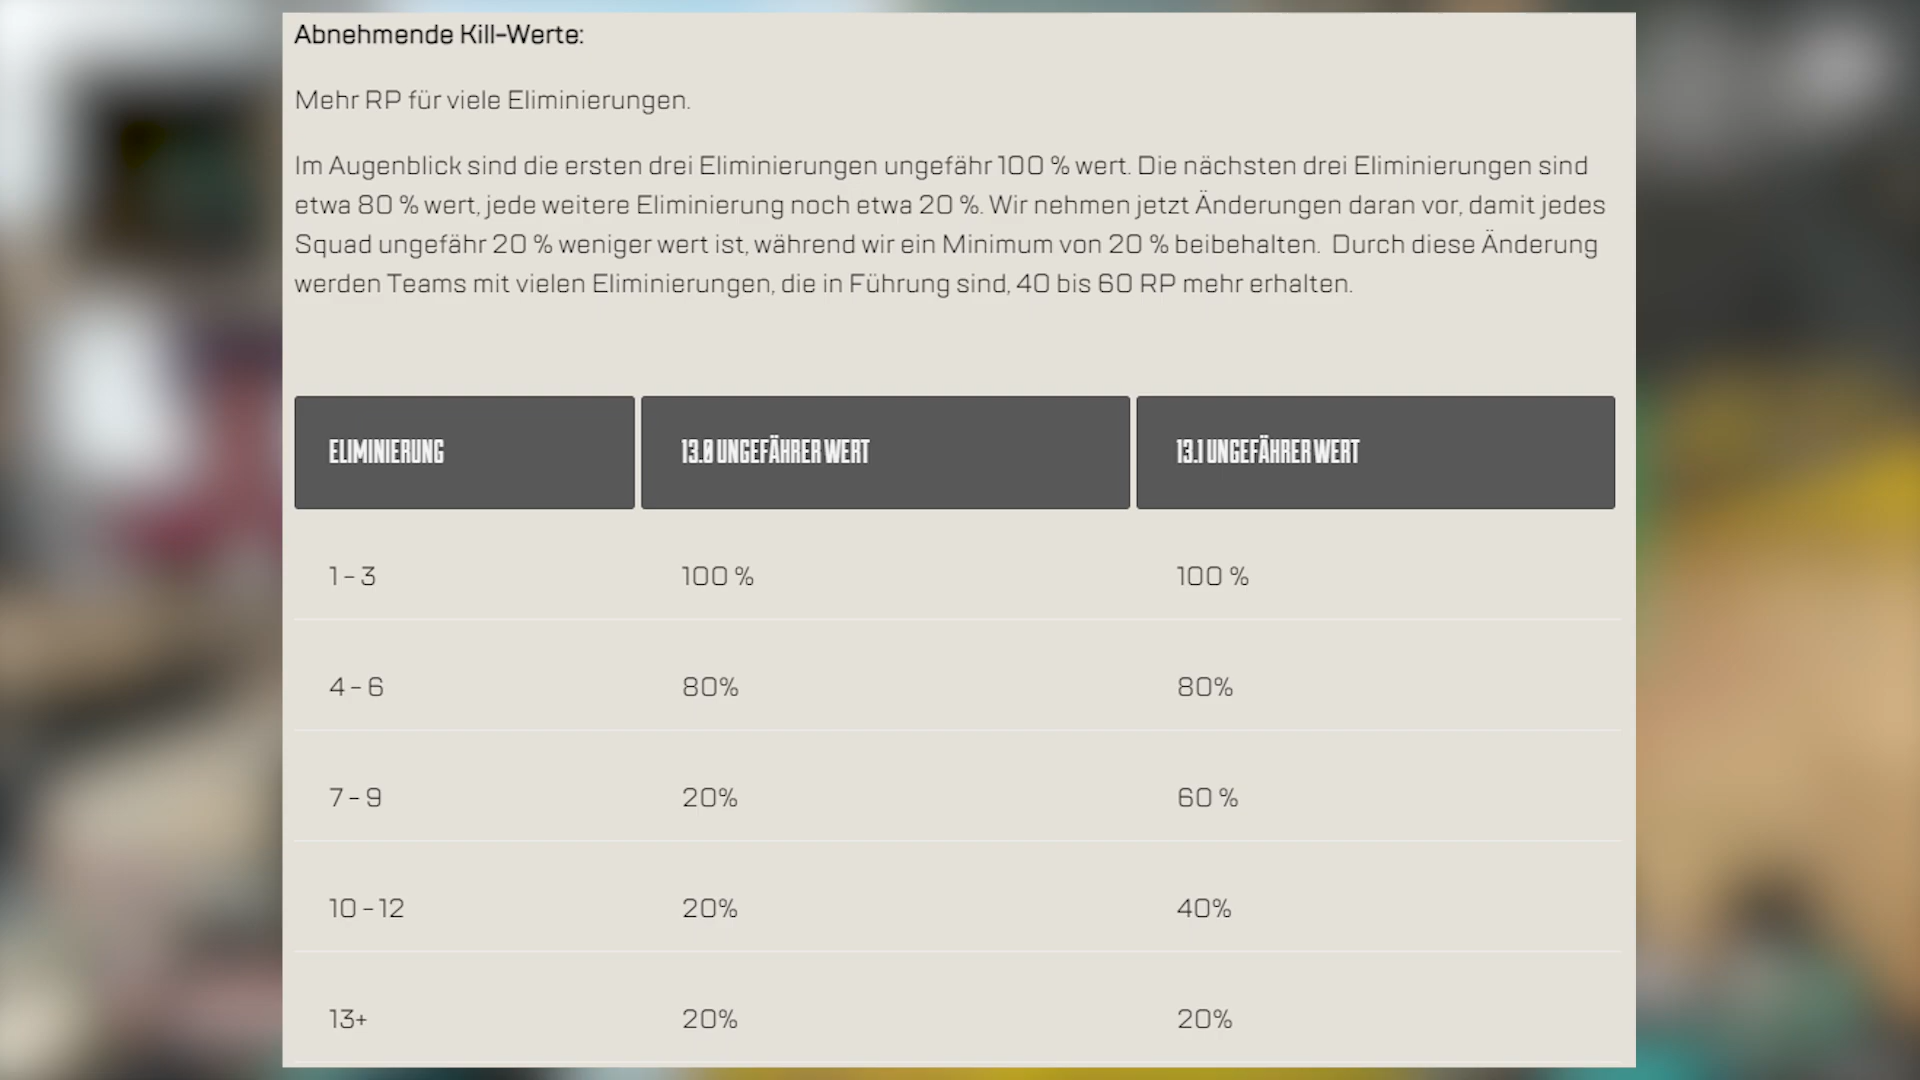 Abnehmende Kill-Werte:
Mehr RP für viele Eliminierungen.
Im Augenblick sind die ersten drei Eliminierungen ungefähr 100 % wert. Die nächsten drei Eliminierungen sind
etwa 80 % wert, jede weitere Eliminierung noch etwa 20 %. Wir nehmen jetzt Änderungen daran vor, damit jedes
Squad ungefähr 20 % weniger wert ist, während wir ein Minimum von 20 % beibehalten. Durch diese Änderung
werden Teams mit vielen Eliminierungen, die in Führung sind, 40 bis 60 RP mehr erhalten.
ELIMINIERUNG 13.0 UNGEFÄHRER WERT 13.1 UNGEFÄHRER WERT
1 - 3 100 % 100 %
4 - 6 80% 80%
7 - 9 20% 60 %
10 - 12 20% 40%
13+ 20% 20%